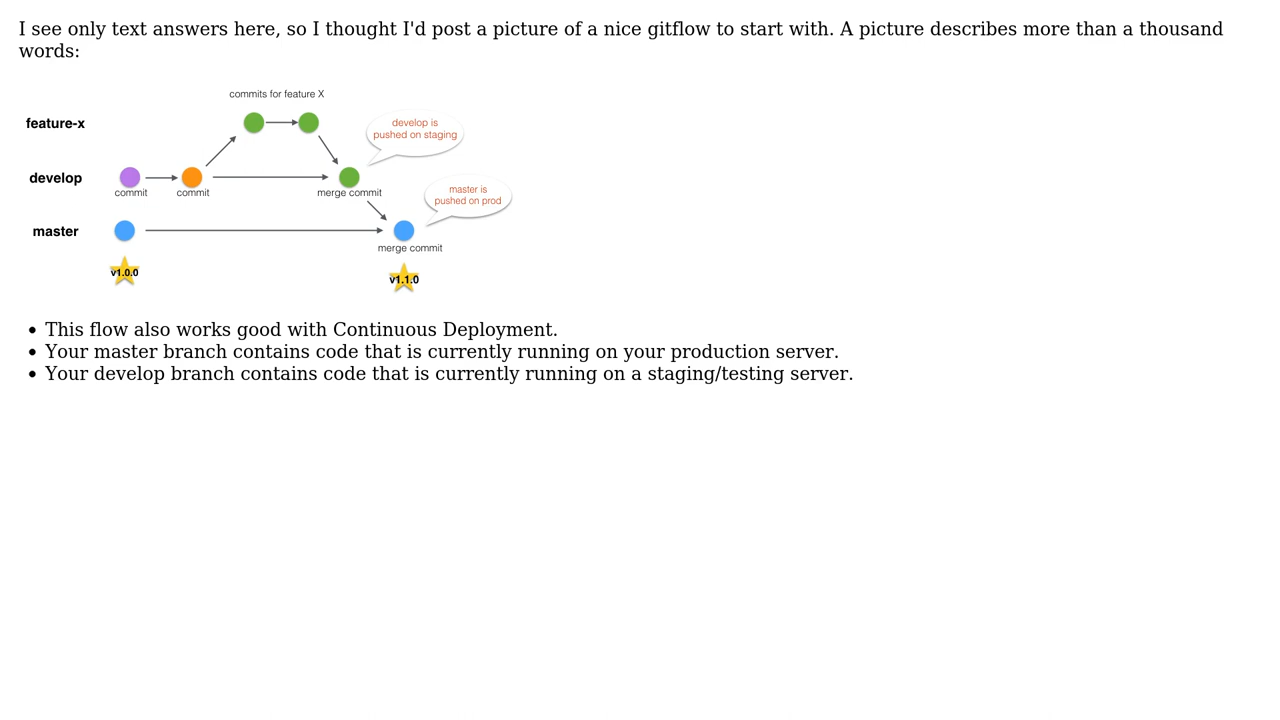 I see only text answers here, so I thought I'd post a picture of a nice gitflow to start with. A picture describes more than a thousand
words:
commits for feature X
feature-x
develop is
pushed on staging
develop
commit
commit
merge commit
master is
pushed on prod
master
merge commit
v1.0.0
v1.1.0
• This flow also works good with Continuous Deployment.
• Your master branch contains code that is currently running on your production server.
• Your develop branch contains code that is currently running on a staging/testing server.